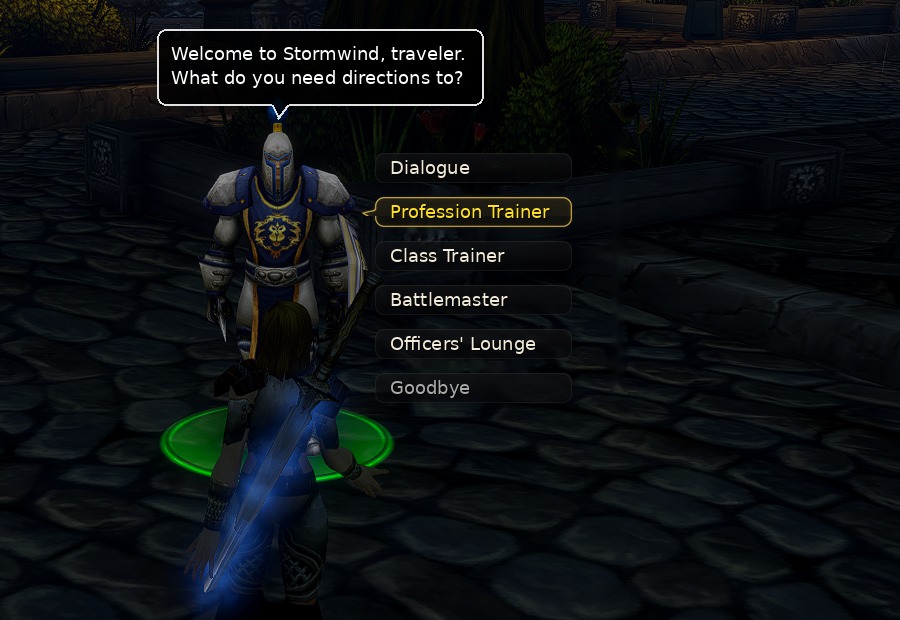 Welcome to Stormwind, traveler.
What do you need directions to?
Dialogue
Profession Trainer
Class Trainer
Battlemaster
Officers' Lounge
Goodbye